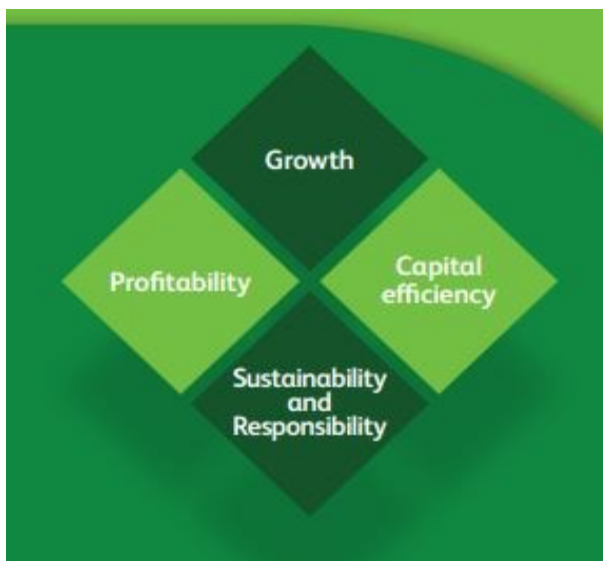 Growth
Profitability
Capital
efficiency
Sustainability
and
Responsibility